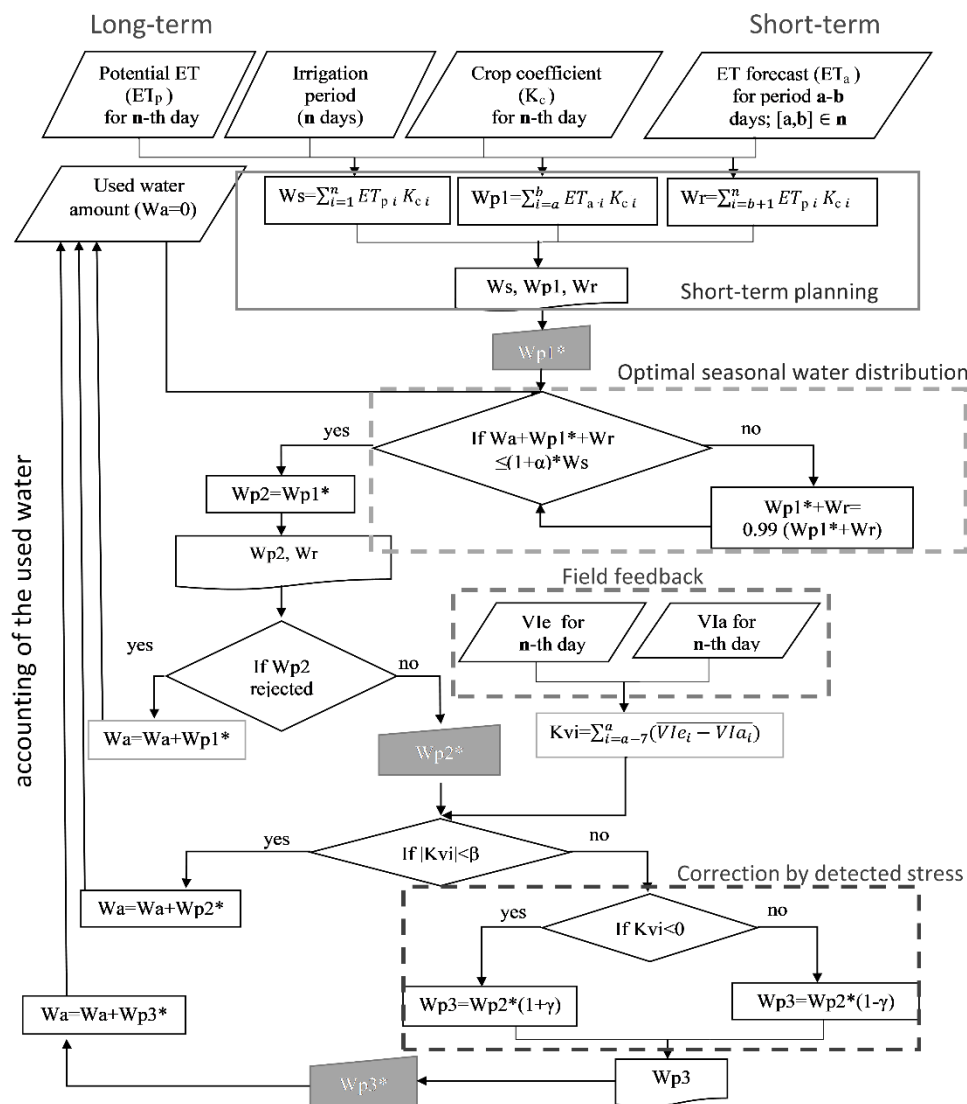 Long-term
Short-term
Potential ET
(ETp)
for n-th day
Irrigation
period
(n days)
Crop coefficient
(Kc)
for n-th day
ET forecast (ETa)
for period a-b
days; [a,b] ∈ n
Used water
amount (Wa=0)
Ws=∑ⁿᵢ₌₁ ETp i Kc i
Wp1=∑ᵇᵢ₌ₐ ETa i Kc i
Wr=∑ⁿᵢ₌b₊₁ ETp i Kc i
Ws, Wp1, Wr
Short-term planning
Wp1*
Optimal seasonal water distribution
If Wa+Wp1*+Wr
≤(1+α)*Ws
yes
no
Wp2=Wp1*
Wp1*+Wr=
0.99 (Wp1*+Wr)
Wp2, Wr
Field feedback
VIe for
n-th day
VIa for
n-th day
yes
If Wp2
rejected
no
Wa=Wa+Wp1*
Wp2*
Kvi=∑ᵃᵢ₌ₐ₋₇(V̅I̅e̅ᵢ̅ ̅−̅ ̅V̅I̅a̅ᵢ̅)
accounting of the used water
yes
If |Kvi|<β
no
Wa=Wa+Wp2*
Correction by detected stress
yes
If Kvi<0
no
Wp3=Wp2*(1+γ)
Wp3=Wp2*(1-γ)
Wa=Wa+Wp3*
Wp3*
Wp3